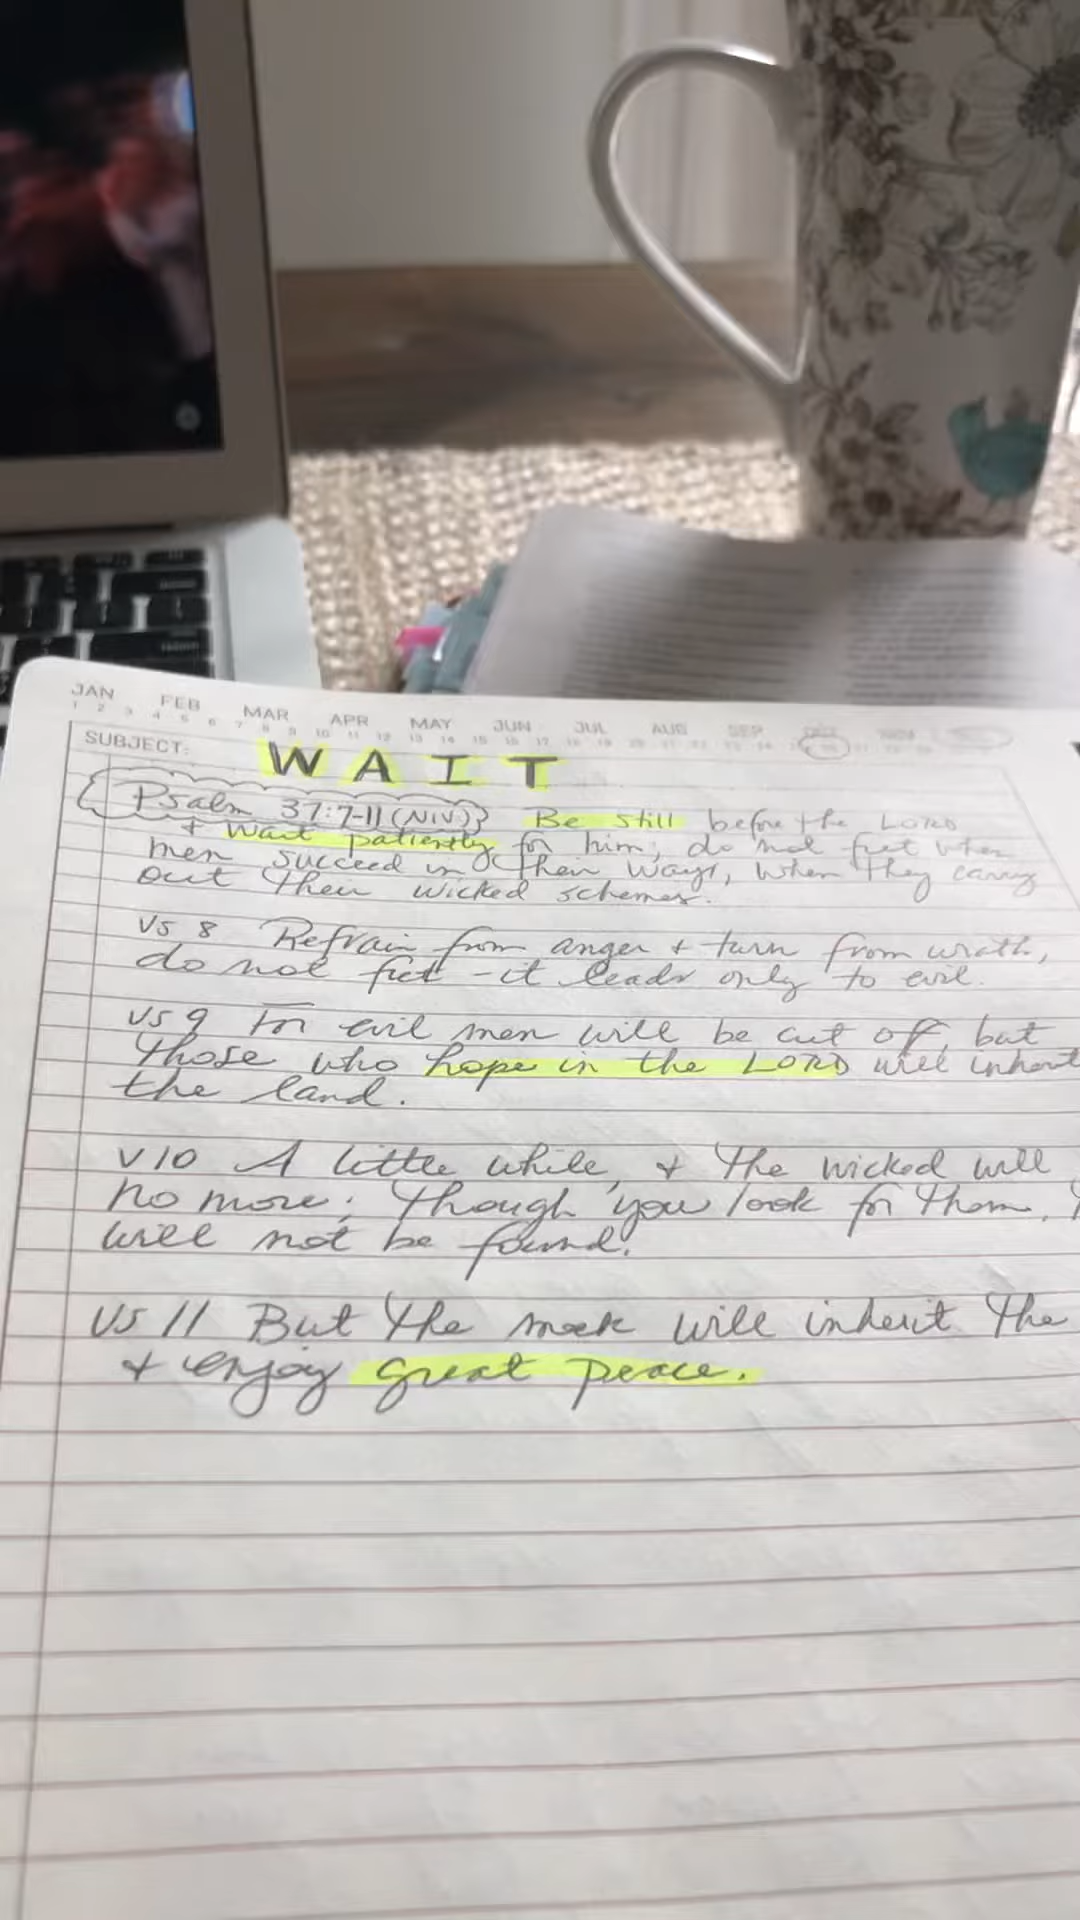 JAN FEB MAR APR MAY JUN JUL AUG SEP
SUBJECT: WAIT
Psalm 37:7-11 (NIV) Be still before the LORD
+ wait patiently for him; do not fret when
men succeed in their ways, when they carry
out their wicked schemes.
VS 8 Refrain from anger + turn from wrath,
do not fret - it leads only to evil.
VS 9 For evil men will be cut off, but
those who hope in the LORD will inherit
the land.
V 10 A little while, + the wicked will
no more; though you look for them,
will not be found.
VS 11 But the meek will inherit the
+ enjoy great peace.